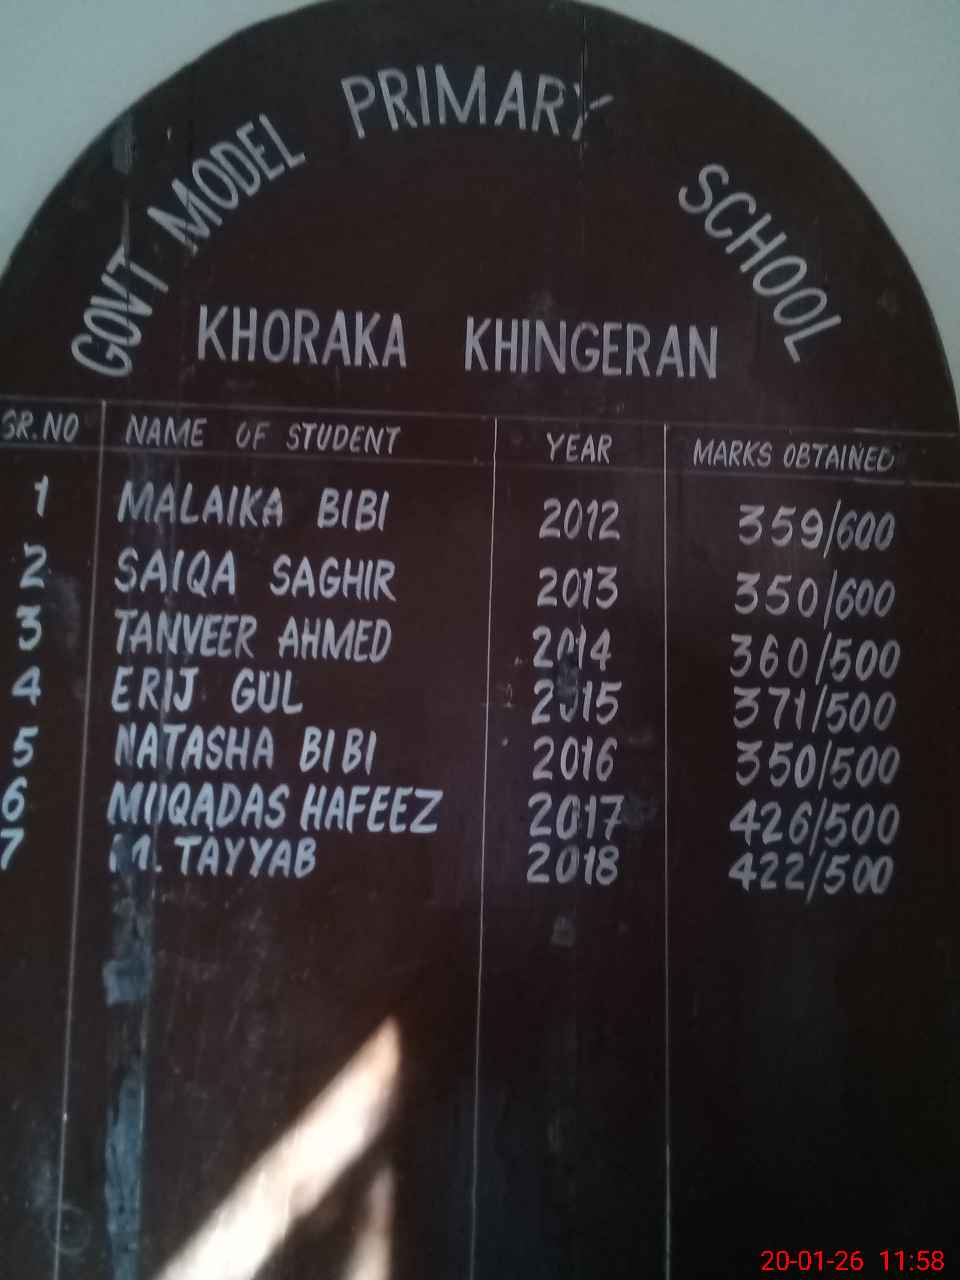 GOVT MODEL PRIMARY SCHOOL
KHORAKA KHINGERAN
SR.NO NAME OF STUDENT YEAR MARKS OBTAINED
1 MALAIKA BIBI 2012 359/600
2 SAIQA SAGHIR 2013 350/600
3 TANVEER AHMED 2014 360/500
4 ERIJ GUL 2015 371/500
5 NATASHA BIBI 2016 350/500
6 MUQADAS HAFEEZ 2017 426/500
7 M. TAYYAB 2018 422/500
20-01-26 11:58